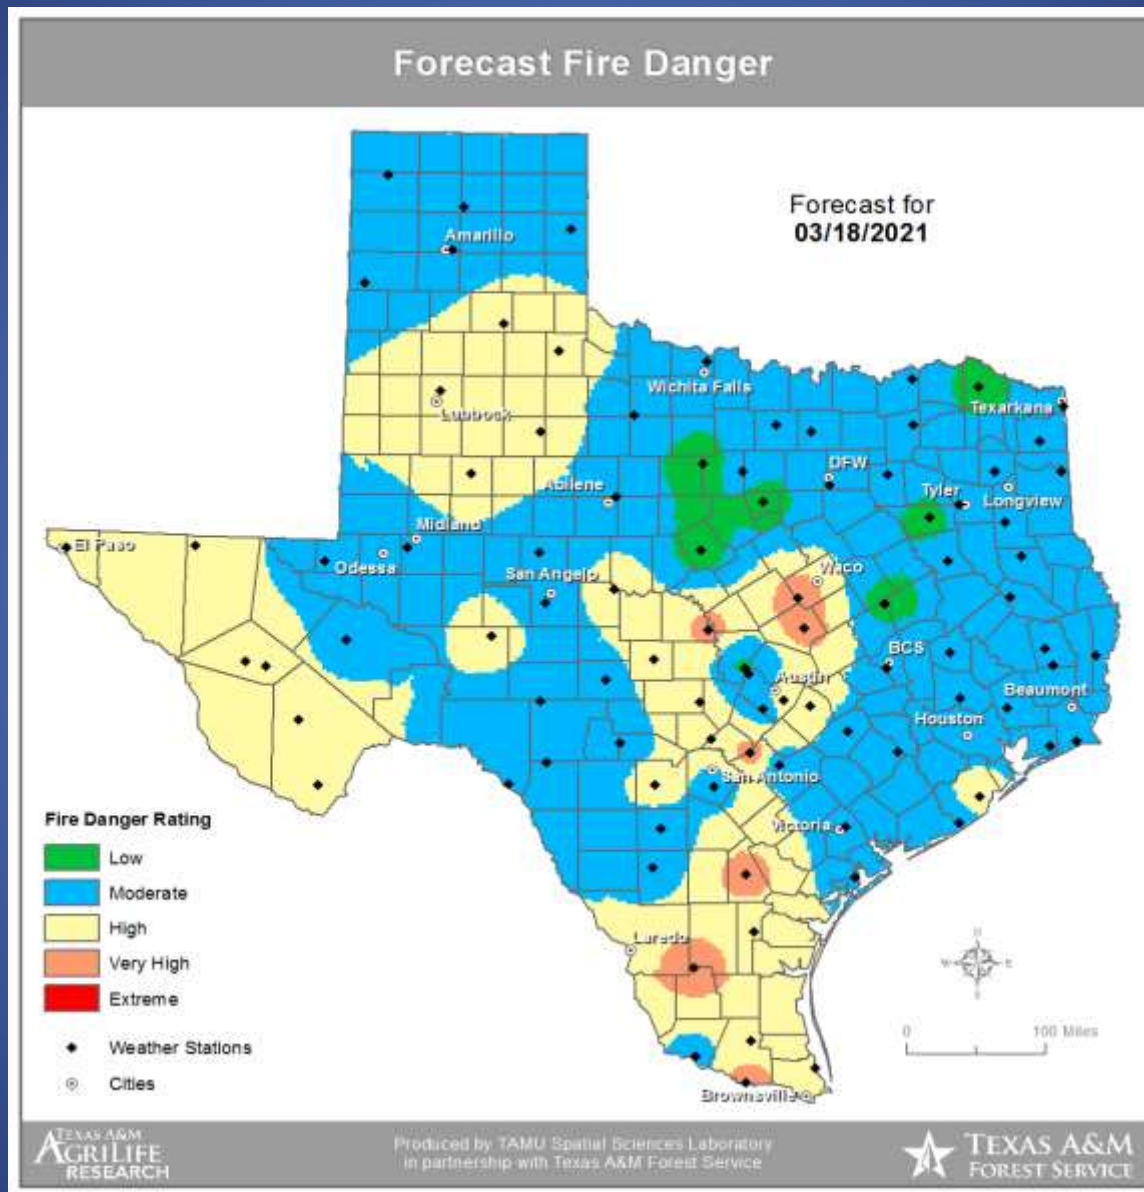 Forecast Fire Danger
Forecast for
03/18/2021
Amarillo
Wichita Falls
Lubbock
Texarkana
DFW
Abilene
Tyler
Longview
Midland
El Paso
Odessa
San Angelo
Waco
BCS
Austin
Beaumont
Houston
San Antonio
Victoria
Laredo
Brownsville
Fire Danger Rating
Low
Moderate
High
Very High
Extreme
Weather Stations
Cities
N
W E
S
0 100 Miles
TEXAS A&M
AGRILIFE
RESEARCH
Produced by TAMU Spatial Sciences Laboratory
in partnership with Texas A&M Forest Service
TEXAS A&M
FOREST SERVICE